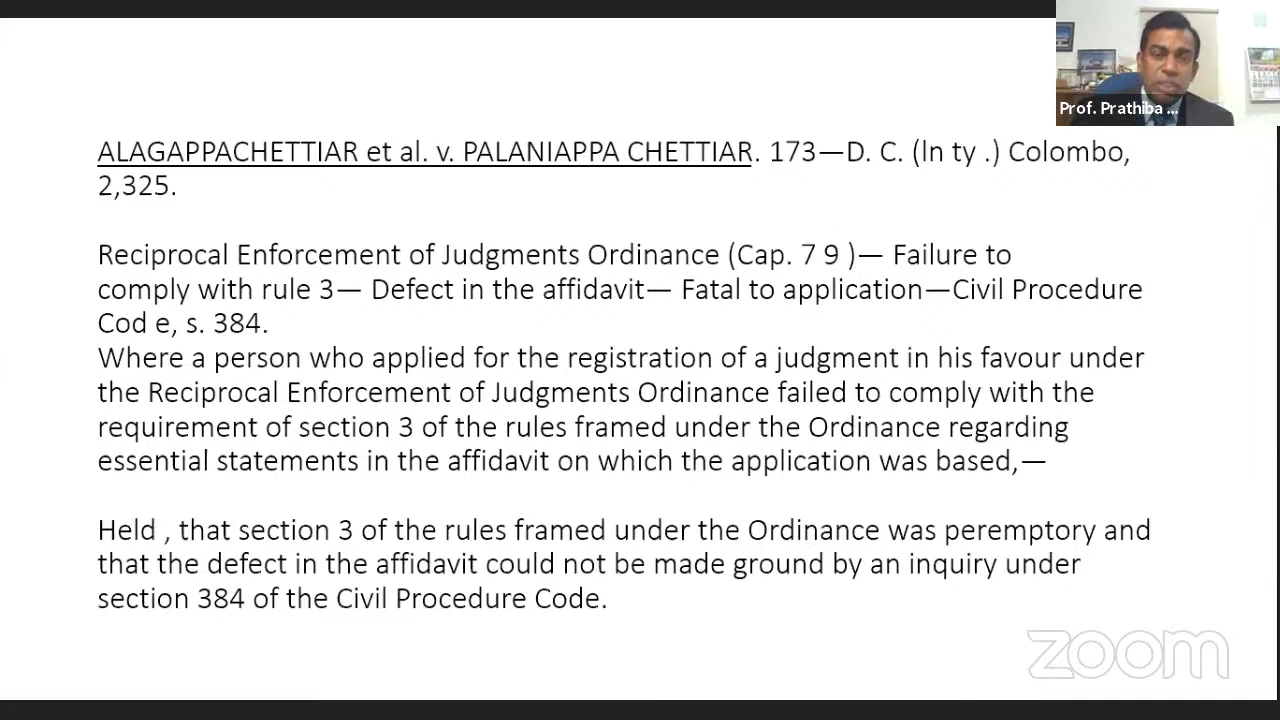 Prof. Prathiba ...
ALAGAPPACHETTIAR et al. v. PALANIAPPA CHETTIAR. 173—D. C. (ln ty .) Colombo,
2,325.
Reciprocal Enforcement of Judgments Ordinance (Cap. 7 9 )— Failure to
comply with rule 3— Defect in the affidavit— Fatal to application—Civil Procedure
Cod e, s. 384.
Where a person who applied for the registration of a judgment in his favour under
the Reciprocal Enforcement of Judgments Ordinance failed to comply with the
requirement of section 3 of the rules framed under the Ordinance regarding
essential statements in the affidavit on which the application was based,—
Held , that section 3 of the rules framed under the Ordinance was peremptory and
that the defect in the affidavit could not be made ground by an inquiry under
section 384 of the Civil Procedure Code.
zoom